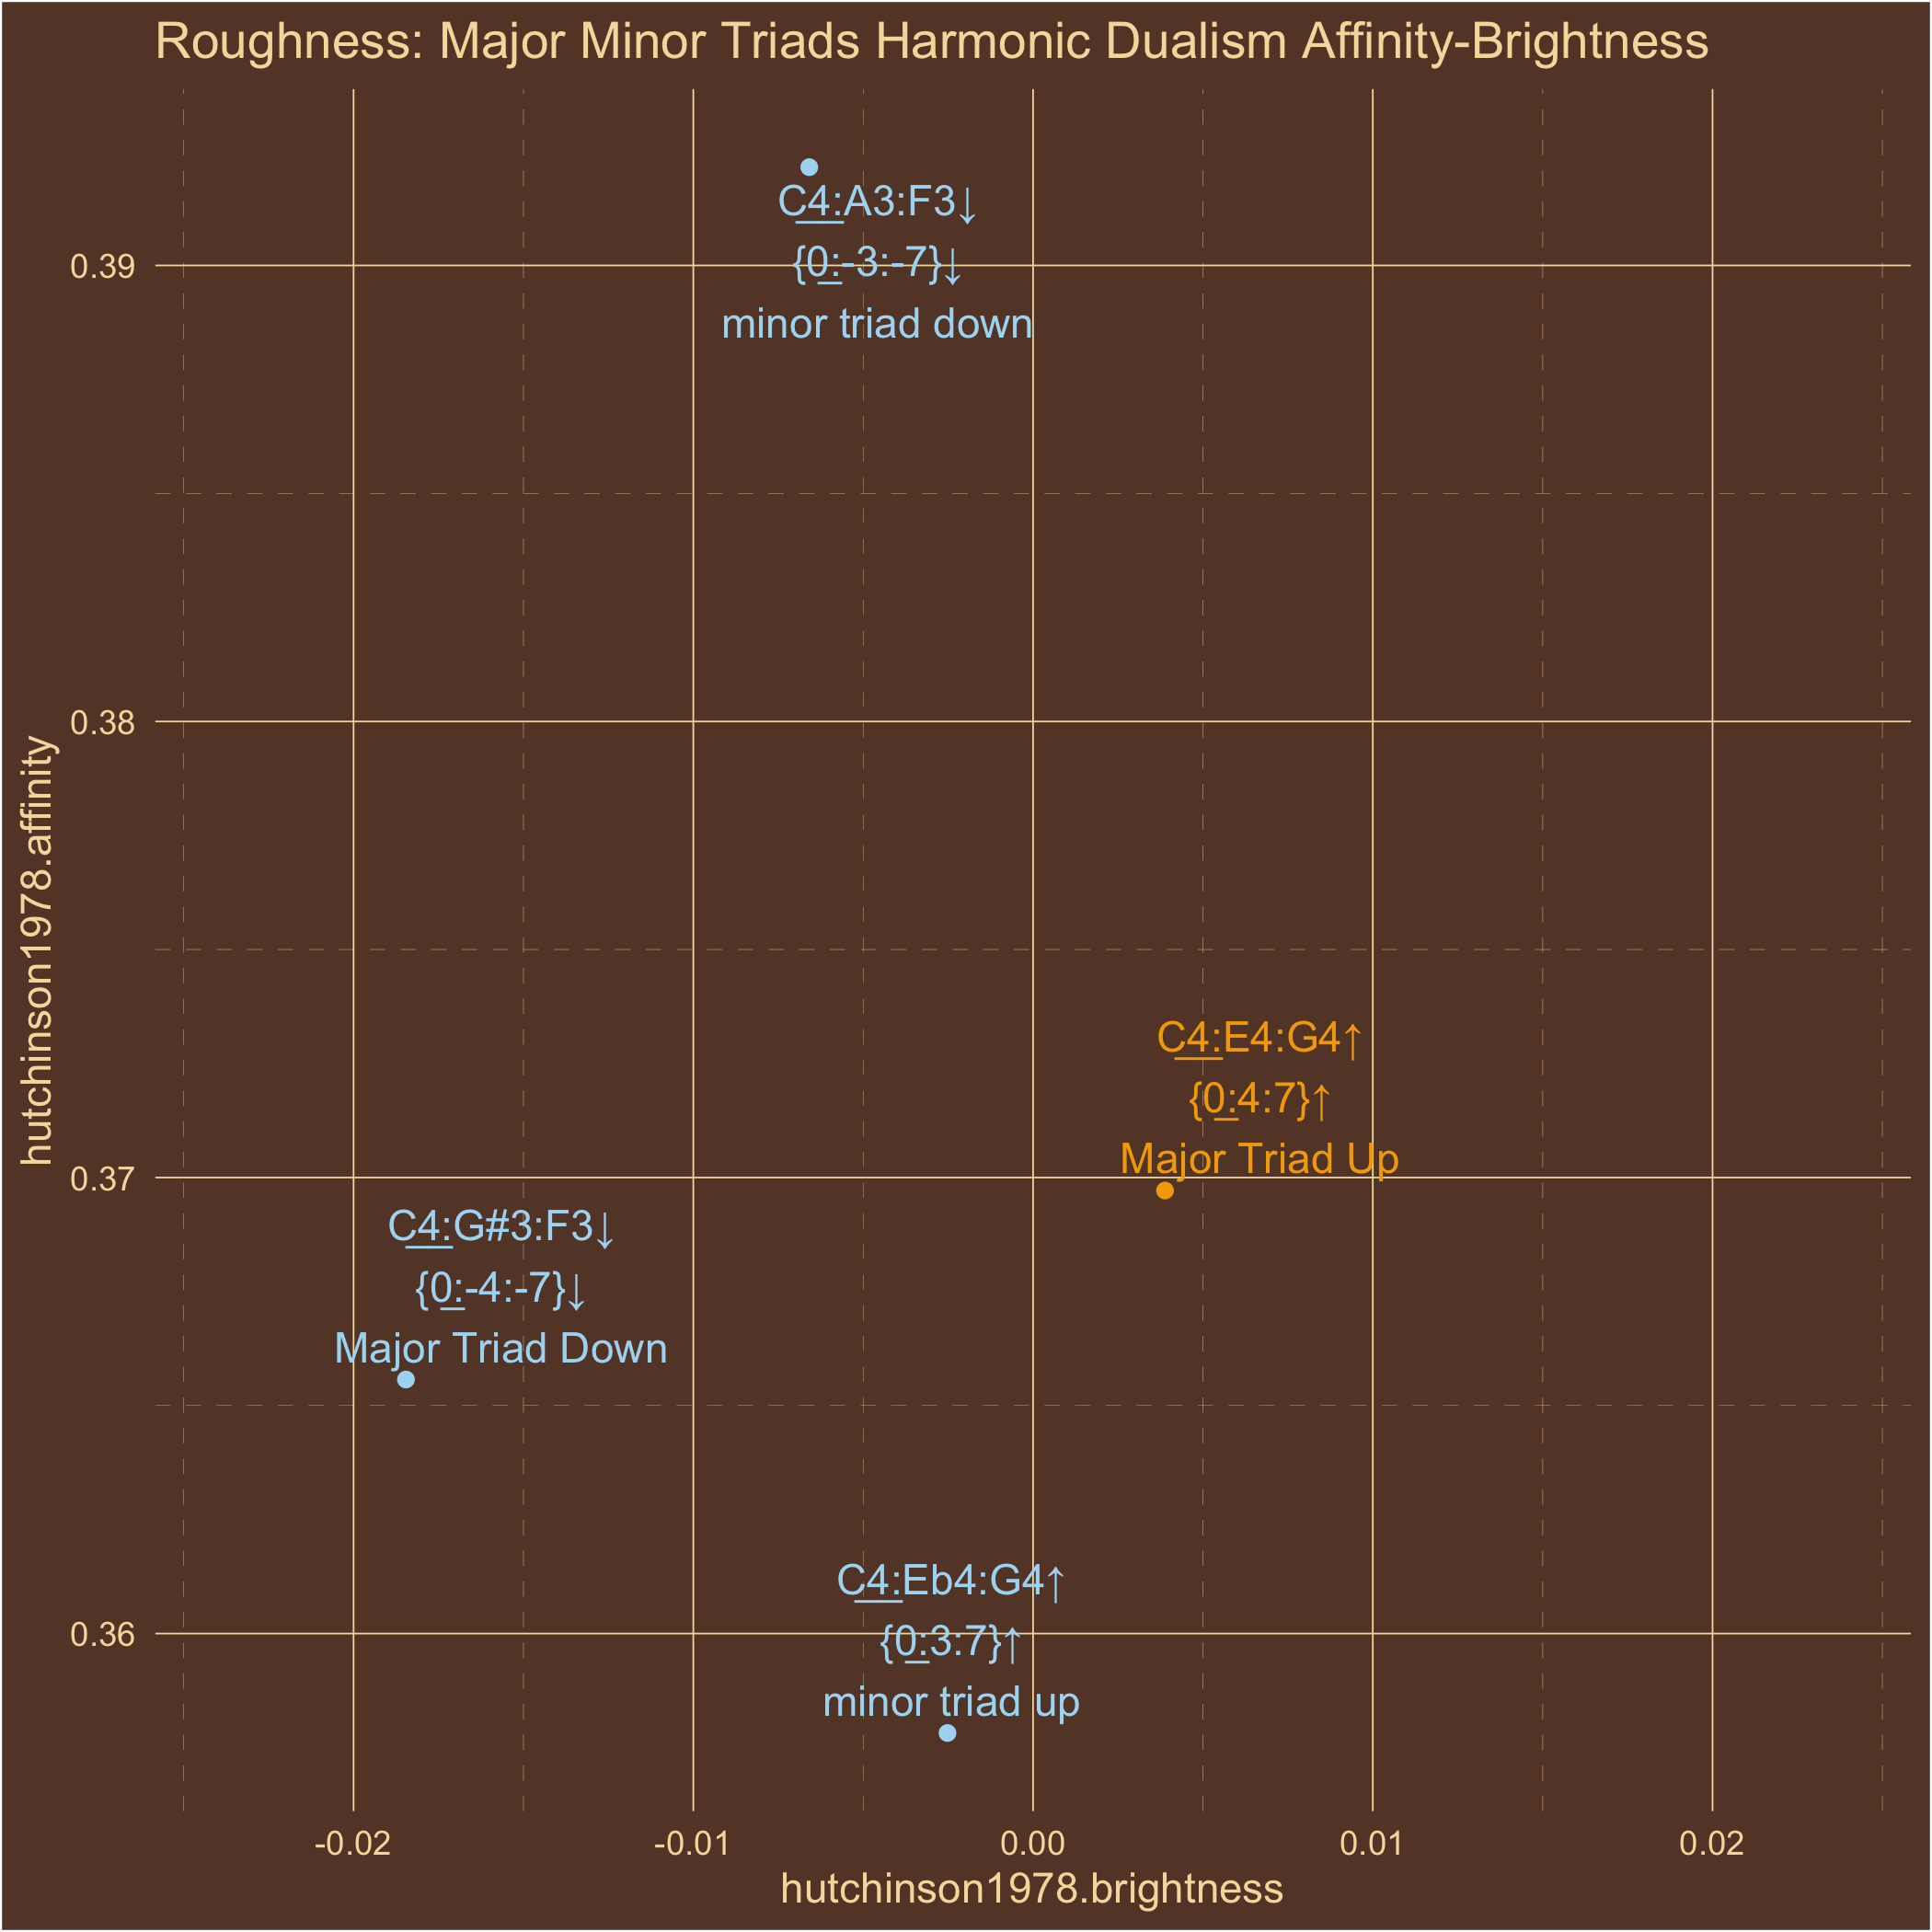 Roughness: Major Minor Triads Harmonic Dualism Affinity-Brightness
C4:A3:F3↓
{0:-3:-7}↓
minor triad down
C4:E4:G4↑
{0:4:7}↑
Major Triad Up
C4:G#3:F3↓
{0:-4:-7}↓
Major Triad Down
C4:Eb4:G4↑
{0:3:7}↑
minor triad up
0.39
0.38
0.37
0.36
hutchinson1978.affinity
-0.02
-0.01
0.00
0.01
0.02
hutchinson1978.brightness